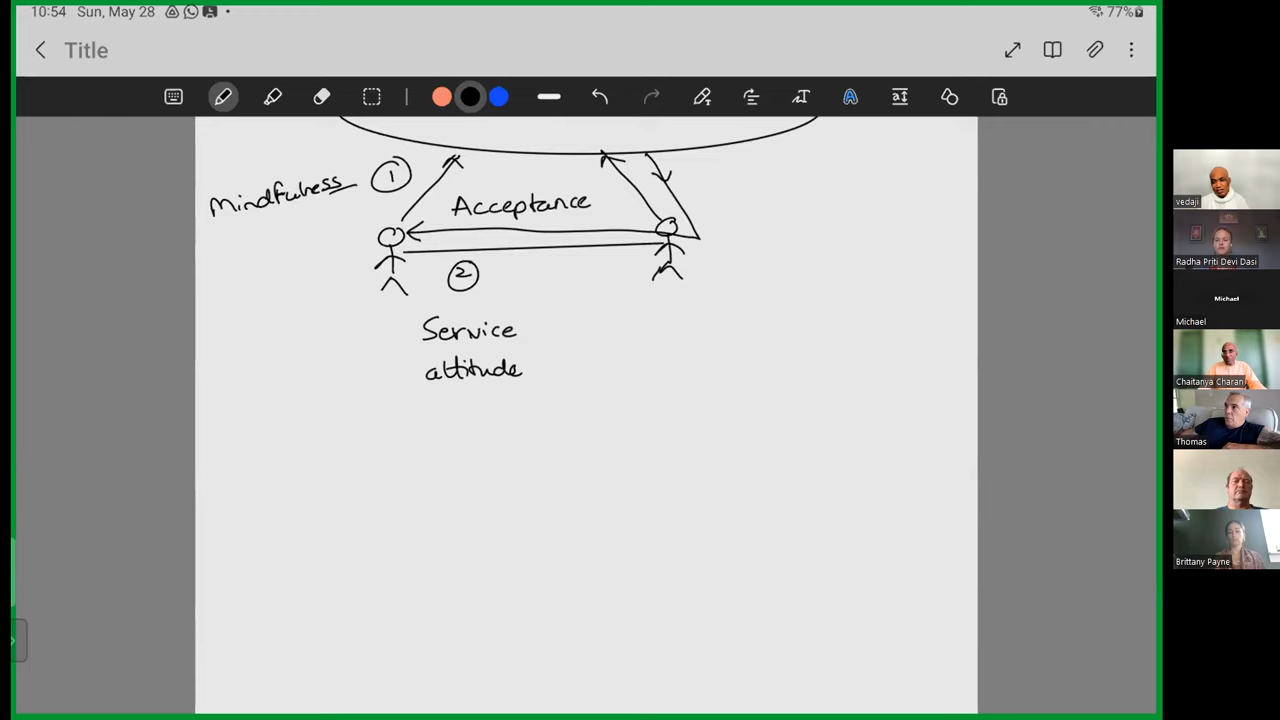 10:54 Sun, May 28
77%
Title
Mindfulness
1
Acceptance
2
Service
attitude
vedaji
Radha Priti Devi Dasi
Michael
Michael
Chaitanya Charan
Thomas
Brittany Payne